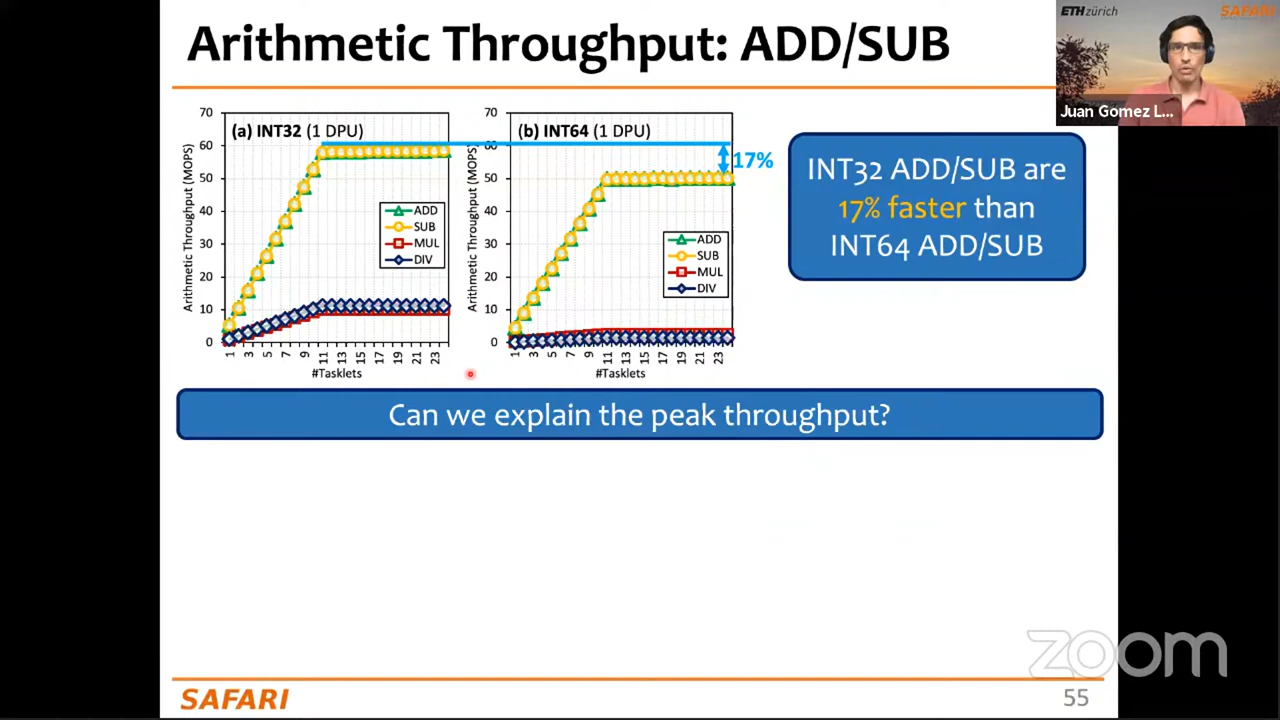 Arithmetic Throughput: ADD/SUB
ETH zürich
SAFARI
Juan Gomez L...
(a) INT32 (1 DPU)
Arithmetic Throughput (MOPS)
70
60
50
40
30
20
10
0
ADD
SUB
MUL
DIV
1 3 5 7 9 11 13 15 17 19 21 23
#Tasklets
(b) INT64 (1 DPU)
Arithmetic Throughput (MOPS)
70
60
50
40
30
20
10
0
ADD
SUB
MUL
DIV
1 3 5 7 9 11 13 15 17 19 21 23
#Tasklets
17%
INT32 ADD/SUB are
17% faster than
INT64 ADD/SUB
Can we explain the peak throughput?
zoom
SAFARI
55